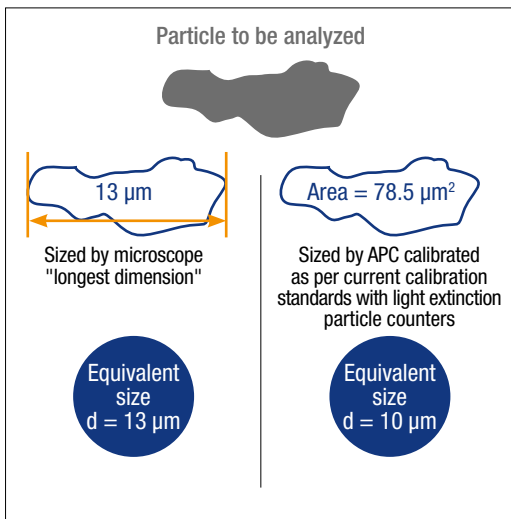 Particle to be analyzed
13 µm
Sized by microscope
"longest dimension"
Equivalent
size
d = 13 µm
Area = 78.5 µm²
Sized by APC calibrated
as per current calibration
standards with light extinction
particle counters
Equivalent
size
d = 10 µm